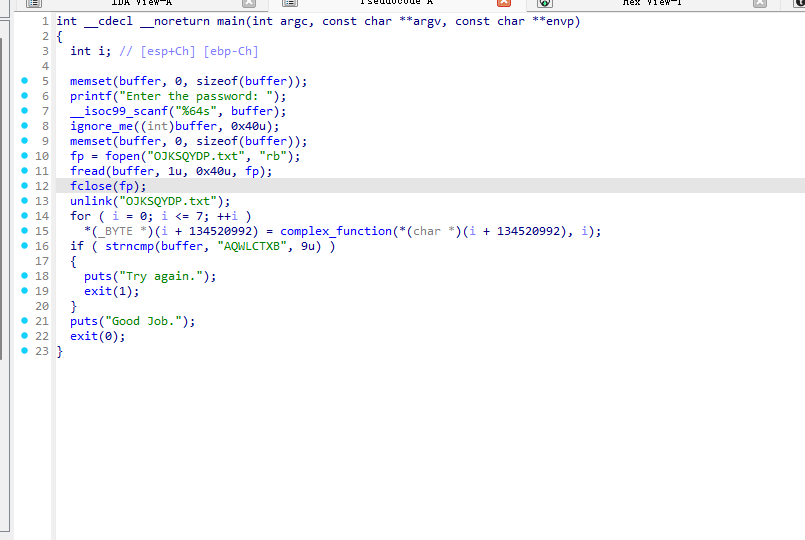 IDA View-A Pseudocode A Hex View-1
1 int __cdecl __noreturn main(int argc, const char **argv, const char **envp)
2 {
3 int i; // [esp+Ch] [ebp-Ch]
4
5 memset(buffer, 0, sizeof(buffer));
6 printf("Enter the password: ");
7 __isoc99_scanf("%64s", buffer);
8 ignore_me((int)buffer, 0x40u);
9 memset(buffer, 0, sizeof(buffer));
10 fp = fopen("OJKSQYDP.txt", "rb");
11 fread(buffer, 1u, 0x40u, fp);
12 fclose(fp);
13 unlink("OJKSQYDP.txt");
14 for ( i = 0; i <= 7; ++i )
15 *(_BYTE *)(i + 134520992) = complex_function(*(char *)(i + 134520992), i);
16 if ( strncmp(buffer, "AQWLCTXB", 9u) )
17 {
18 puts("Try again.");
19 exit(1);
20 }
21 puts("Good Job.");
22 exit(0);
23 }